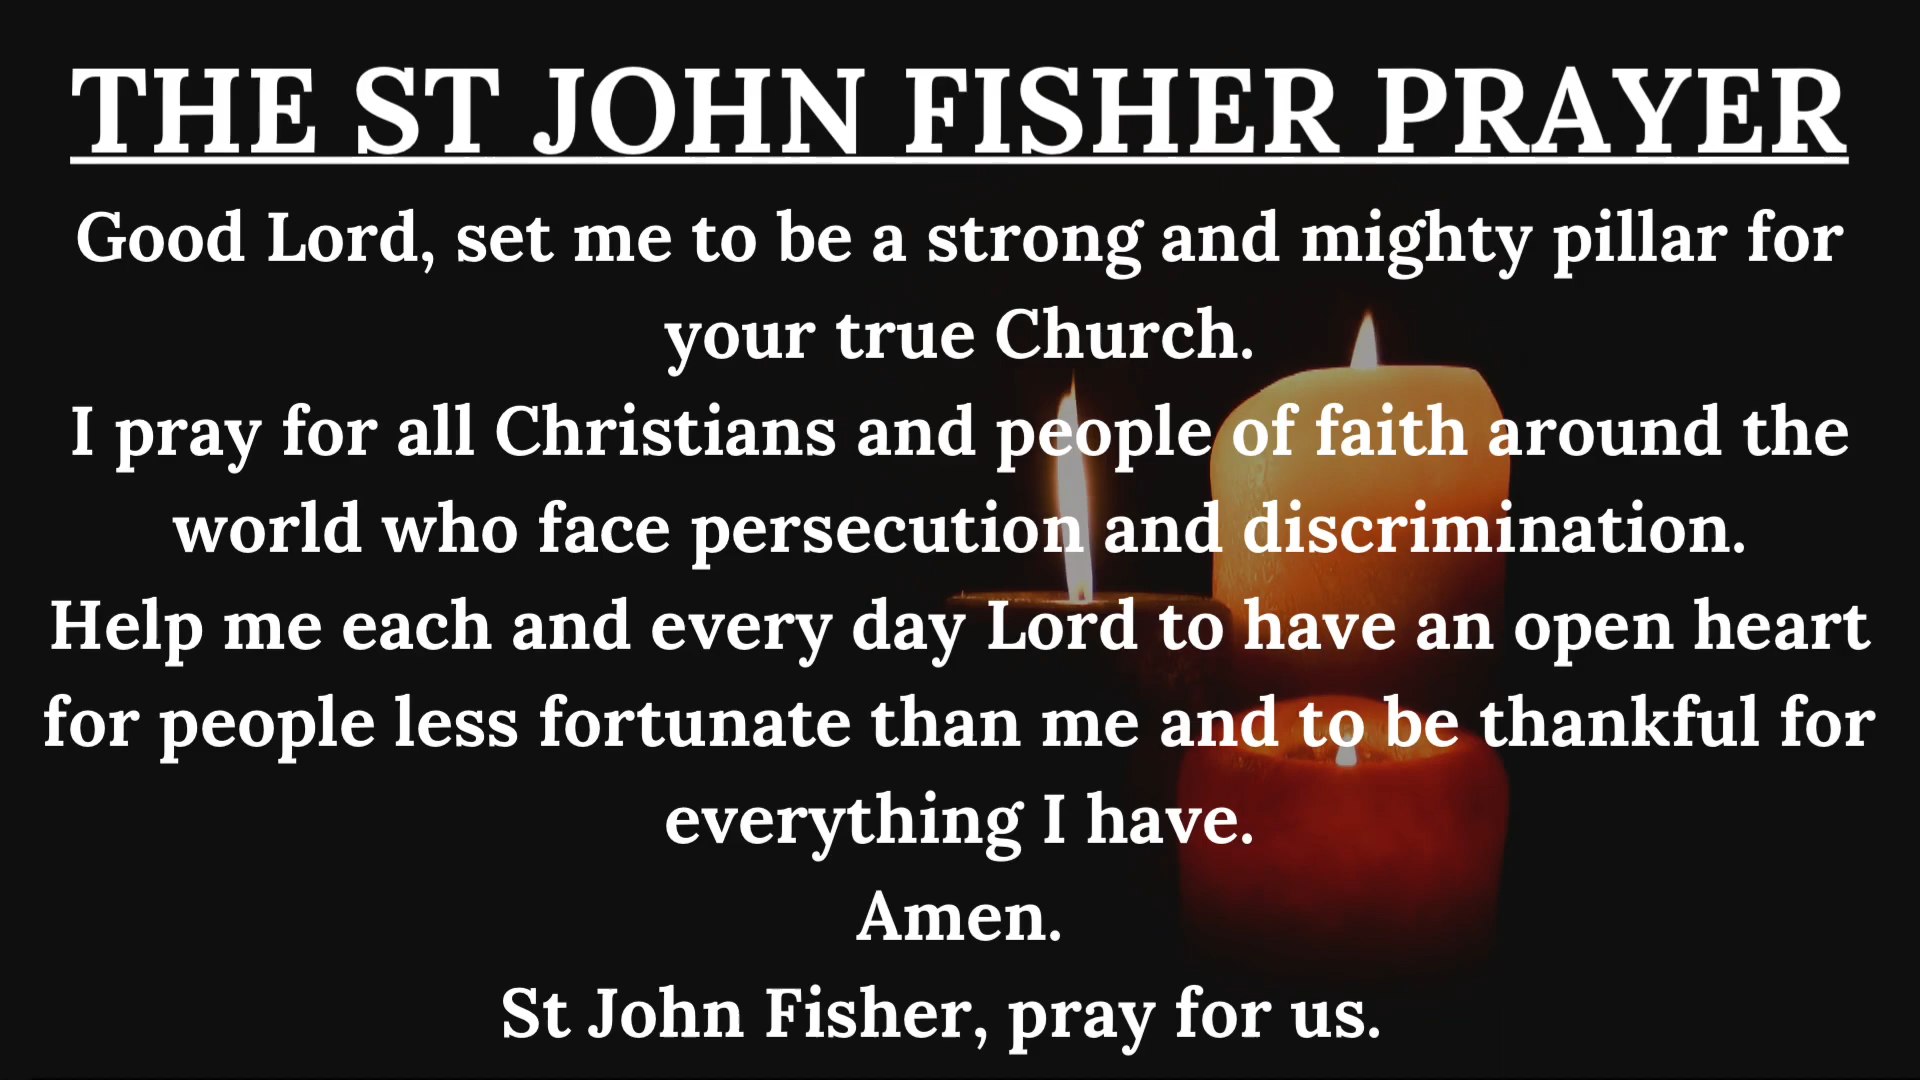 THE ST JOHN FISHER PRAYER
Good Lord, set me to be a strong and mighty pillar for
your true Church.
I pray for all Christians and people of faith around the
world who face persecution and discrimination.
Help me each and every day Lord to have an open heart
for people less fortunate than me and to be thankful for
everything I have.
Amen.
St John Fisher, pray for us.